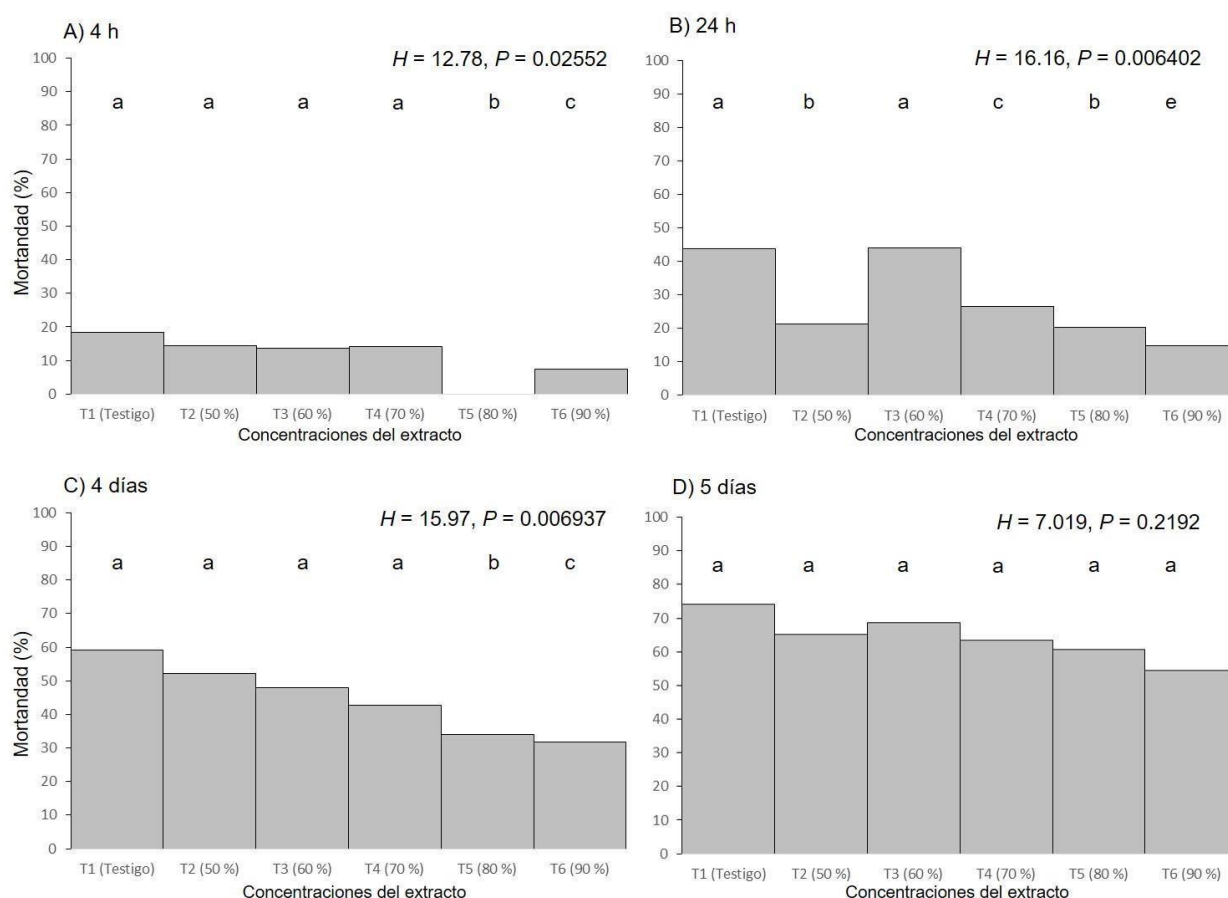 A) 4 h
H = 12.78, P = 0.02552
a a a a b c
Mortandad (%)
100
90
80
70
60
50
40
30
20
10
0
T1 (Testigo) T2 (50 %) T3 (60 %) T4 (70 %) T5 (80 %) T6 (90 %)
Concentraciones del extracto
B) 24 h
H = 16.16, P = 0.006402
a b a c b e
100
90
80
70
60
50
40
30
20
10
0
T1 (Testigo) T2 (50 %) T3 (60 %) T4 (70 %) T5 (80 %) T6 (90 %)
Concentraciones del extracto
C) 4 días
H = 15.97, P = 0.006937
a a a a b c
Mortandad (%)
100
90
80
70
60
50
40
30
20
10
0
T1 (Testigo) T2 (50 %) T3 (60 %) T4 (70 %) T5 (80 %) T6 (90 %)
Concentraciones del extracto
D) 5 días
H = 7.019, P = 0.2192
a a a a a a
100
90
80
70
60
50
40
30
20
10
0
T1 (Testigo) T2 (50 %) T3 (60 %) T4 (70 %) T5 (80 %) T6 (90 %)
Concentraciones del extracto